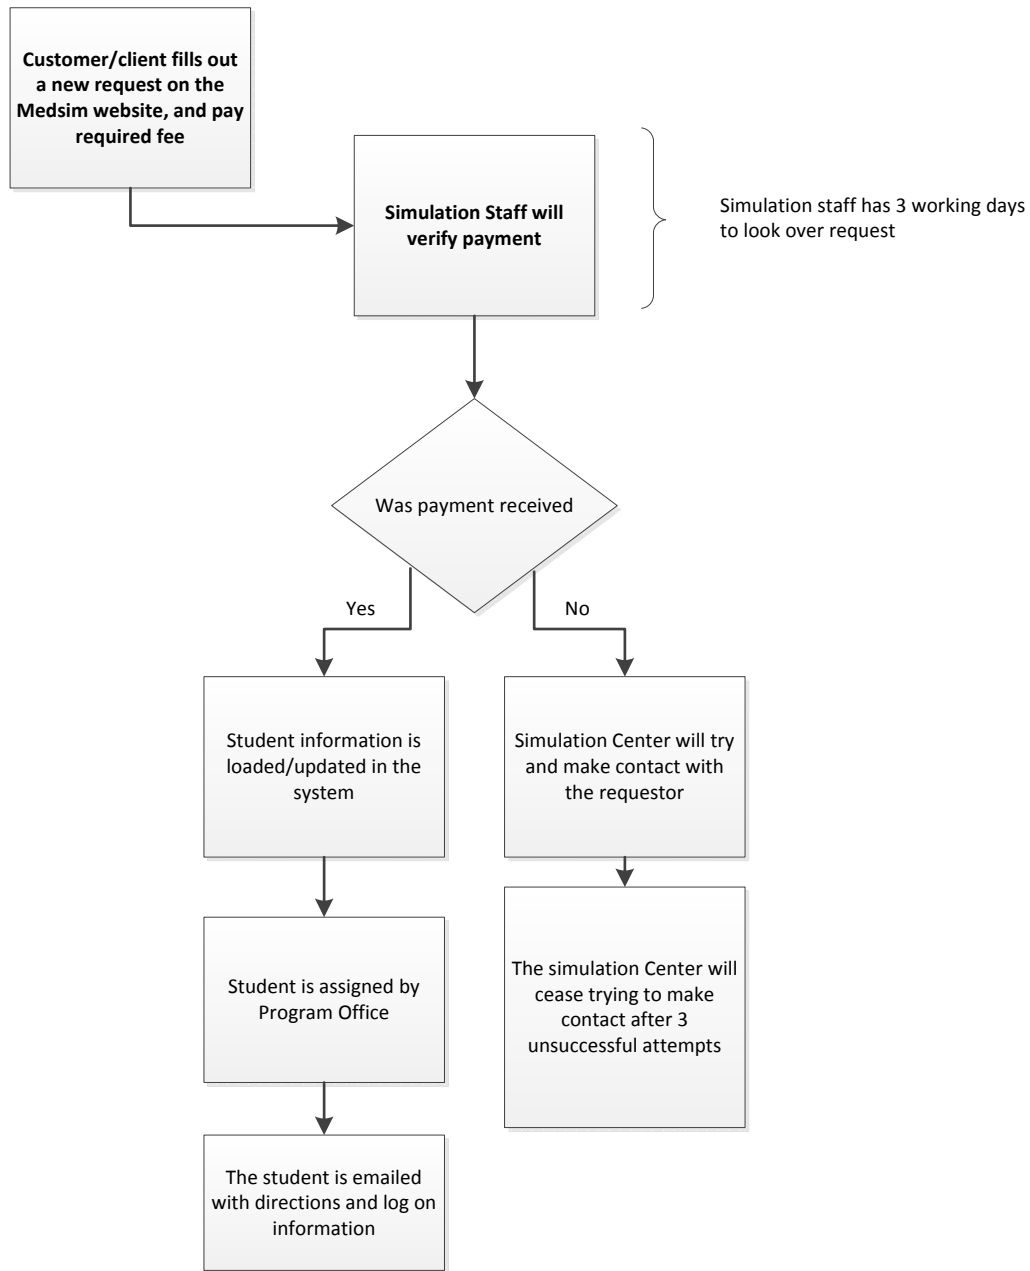 Customer/client fills out
a new request on the
Medsim website, and pay
required fee
Simulation Staff will
verify payment
Simulation staff has 3 working days
to look over request
Was payment received
Yes
No
Student information is
loaded/updated in the
system
Simulation Center will try
and make contact with
the requestor
Student is assigned by
Program Office
The simulation Center will
cease trying to make
contact after 3
unsuccessful attempts
The student is emailed
with directions and log on
information